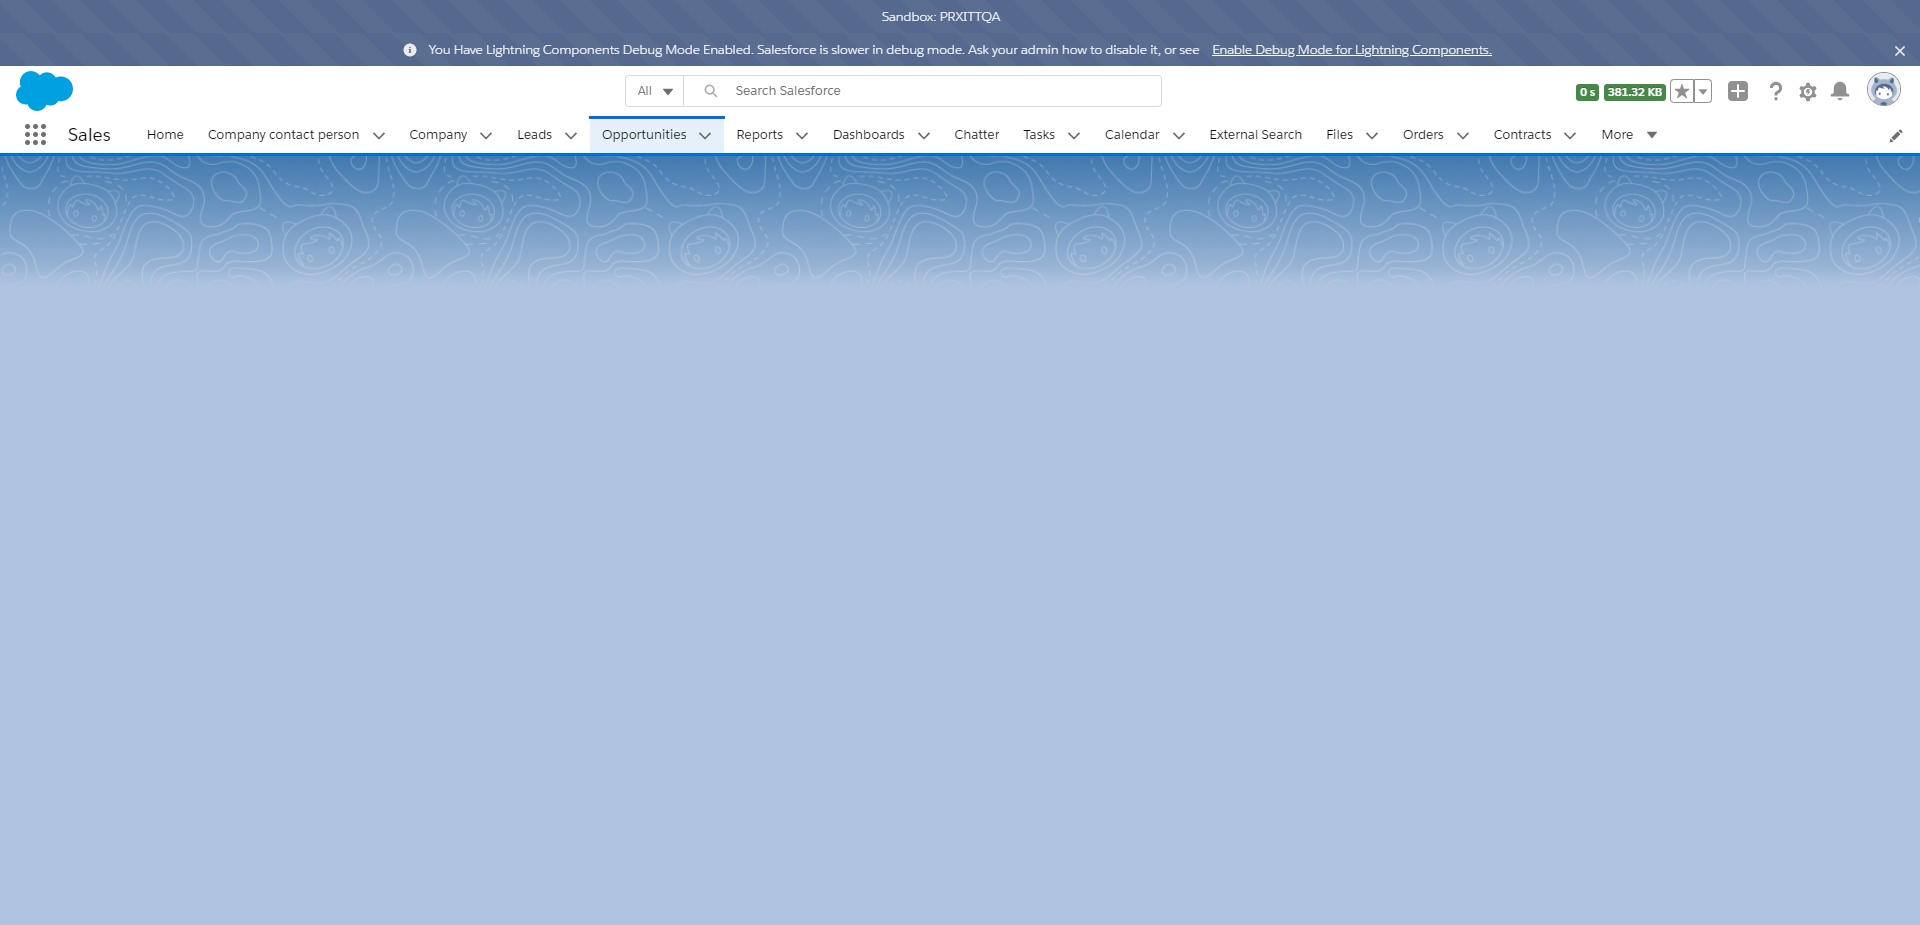 Sandbox: PRXITTQA
You Have Lightning Components Debug Mode Enabled. Salesforce is slower in debug mode. Ask your admin how to disable it, or see Enable Debug Mode for Lightning Components.
All Search Salesforce 0 s 381.32 KB
Sales Home Company contact person Company Leads Opportunities Reports Dashboards Chatter Tasks Calendar External Search Files Orders Contracts More